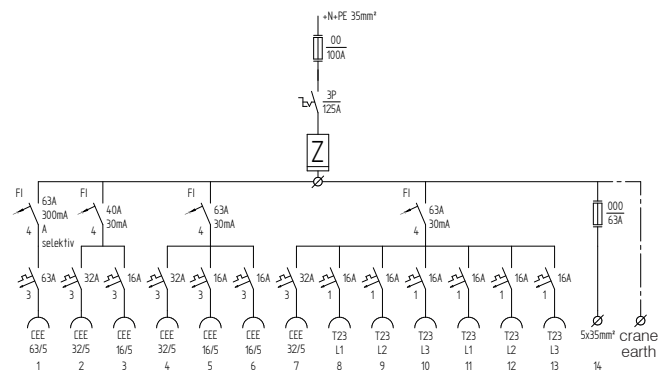 +N+PE 35mm²
00
100A
3P
125A
Z
FI
63A
300mA
A
selektiv
4
FI
40A
30mA
4
FI
63A
30mA
4
FI
63A
30mA
4
000
63A
63A
3
32A
3
16A
3
32A
3
16A
3
16A
3
32A
3
16A
1
16A
1
16A
1
16A
1
16A
1
16A
1
CEE CEE CEE CEE CEE CEE CEE T23 T23 T23 T23 T23 T23 5x35mm² crane
63/5 32/5 16/5 32/5 16/5 16/5 32/5 L1 L2 L3 L1 L2 L3 earth
1 2 3 4 5 6 7 8 9 10 11 12 13 14